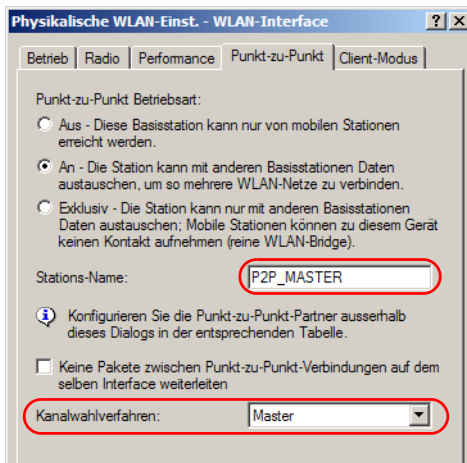 Physikalische WLAN-Einst. - WLAN-Interface
Betrieb Radio Performance Punkt-zu-Punkt Client-Modus
Punkt-zu-Punkt Betriebsart:
Aus - Diese Basisstation kann nur von mobilen Stationen
erreicht werden.
An - Die Station kann mit anderen Basisstationen Daten
austauschen, um so mehrere WLAN-Netze zu verbinden.
Exklusiv - Die Station kann nur mit anderen Basisstationen
Daten austauschen; Mobile Stationen können zu diesem Gerät
keinen Kontakt aufnehmen (reine WLAN-Bridge).
Stations-Name: P2P_MASTER
Konfigurieren Sie die Punkt-zu-Punkt-Partner ausserhalb
dieses Dialogs in der entsprechenden Tabelle.
Keine Pakete zwischen Punkt-zu-Punkt-Verbindungen auf dem
selben Interface weiterleiten
Kanalwahlverfahren: Master